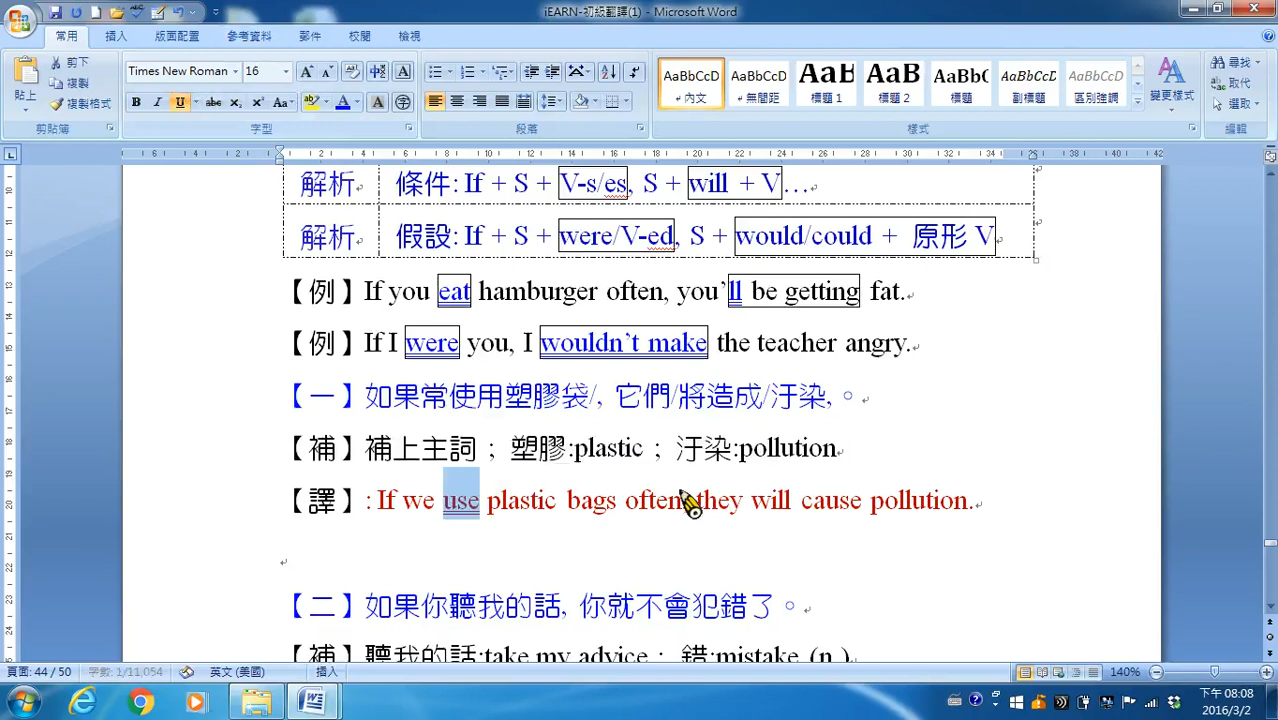 iEARN-初級翻譯(1) - Microsoft Word
常用 插入 版面配置 參考資料 郵件 校閱 檢視
貼上 剪下 複製 複製格式 剪貼簿
Times New Roman 16 字型
段落
AaBbCcD 內文 AaBbCcD 無間距 AaB 標題 1 AaB 標題 2 AaBbC 標題 AaBbCcD 副標題 AaBbCcD 區別強調 樣式
變更樣式
尋找 取代 選取 編輯
解析 條件: If + S + V-s/es, S + will + V…
解析 假設: If + S + were/V-ed, S + would/could + 原形 V
【例】If you eat hamburger often, you’ll be getting fat.
【例】If I were you, I wouldn’t make the teacher angry.
【一】如果常使用塑膠袋/, 它們/將造成/汙染,。
【補】補上主詞 ; 塑膠:plastic ; 汙染:pollution
【譯】: If we use plastic bags often they will cause pollution.
【二】如果你聽我的話, 你就不會犯錯了。
【補】聽我的話:take my advice ; 錯:mistake (n.)
頁面: 44 / 50 字數: 1/11,054 英文 (美國) 插入 140%
下午 08:08
2016/3/2